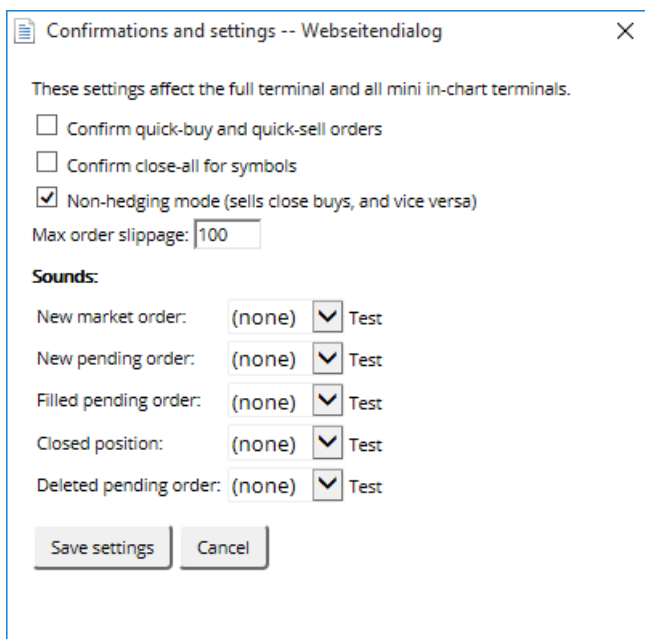 Confirmations and settings -- Webseitendialog
These settings affect the full terminal and all mini in-chart terminals.
Confirm quick-buy and quick-sell orders
Confirm close-all for symbols
Non-hedging mode (sells close buys, and vice versa)
Max order slippage: 100
Sounds:
New market order: (none) Test
New pending order: (none) Test
Filled pending order: (none) Test
Closed position: (none) Test
Deleted pending order: (none) Test
Save settings Cancel